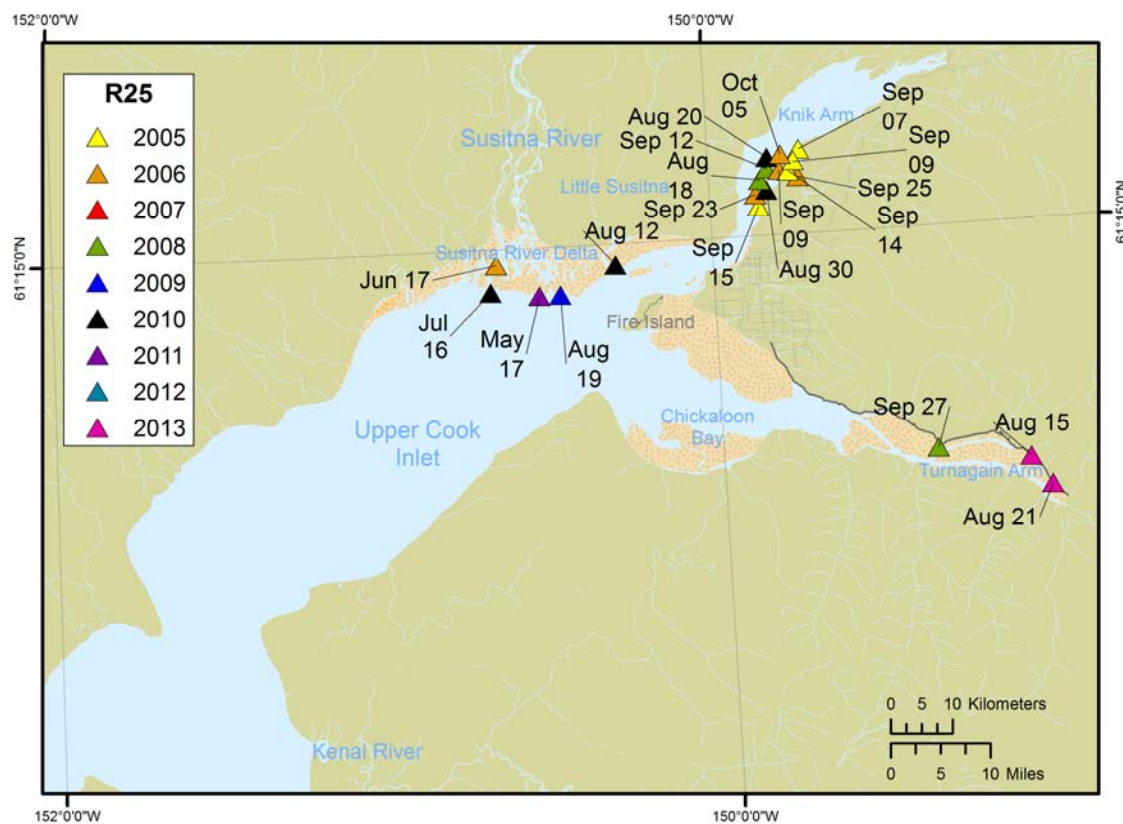 152°0'0"W
150°0'0"W
R25
2005
2006
2007
2008
2009
2010
2011
2012
2013
Oct
05
Knik Arm
Sep
07
Aug 20
Sep 12
Susitna River
Sep
09
Aug
18
Little Susitna
Sep 25
Sep 23
Sep
09
Sep
14
Aug 12
Sep
15
Aug 30
61°15'0"N
61°15'0"N
Susitna River Delta
Jun 17
Jul
16
May
17
Aug
19
Fire Island
Chickaloon
Bay
Sep 27
Aug 15
Upper Cook
Inlet
Turnagain Arm
Aug 21
0 5 10 Kilometers
0 5 10 Miles
Kenai River
152°0'0"W
150°0'0"W